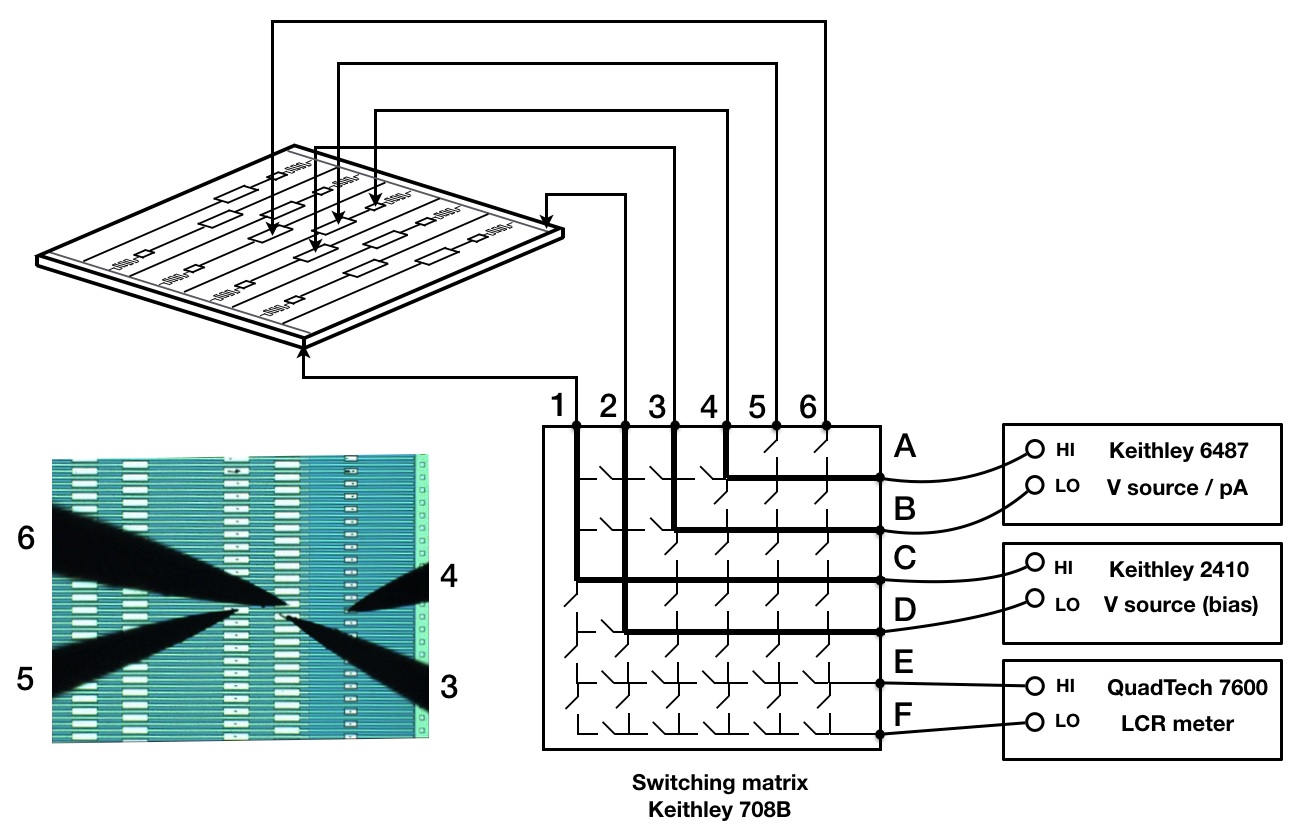 1 2 3 4 5 6
A
B
C
D
E
F
HI Keithley 6487
LO V source / pA
HI Keithley 2410
LO V source (bias)
HI QuadTech 7600
LO LCR meter
6
4
5
3
Switching matrix
Keithley 708B